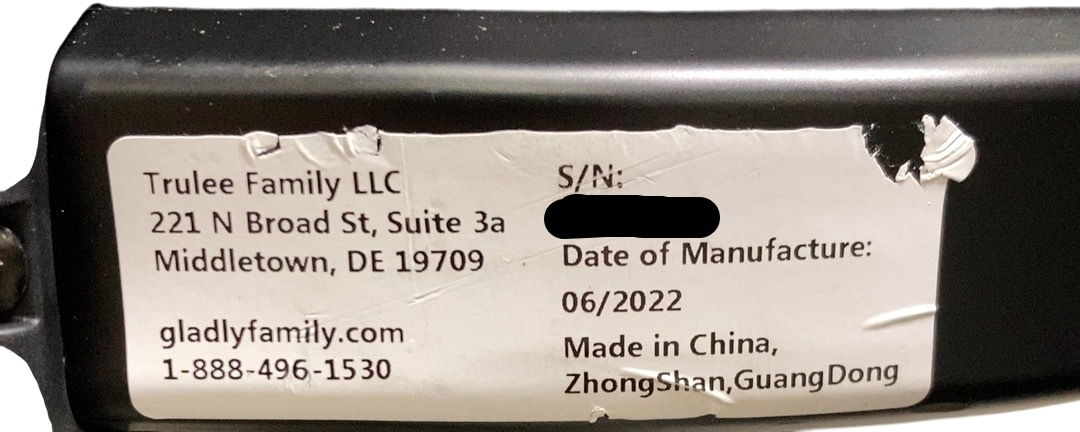 Trulee Family LLC
221 N Broad St, Suite 3a
Middletown, DE 19709
gladlyfamily.com
1-888-496-1530
S/N:
Date of Manufacture:
06/2022
Made in China,
ZhongShan,GuangDong